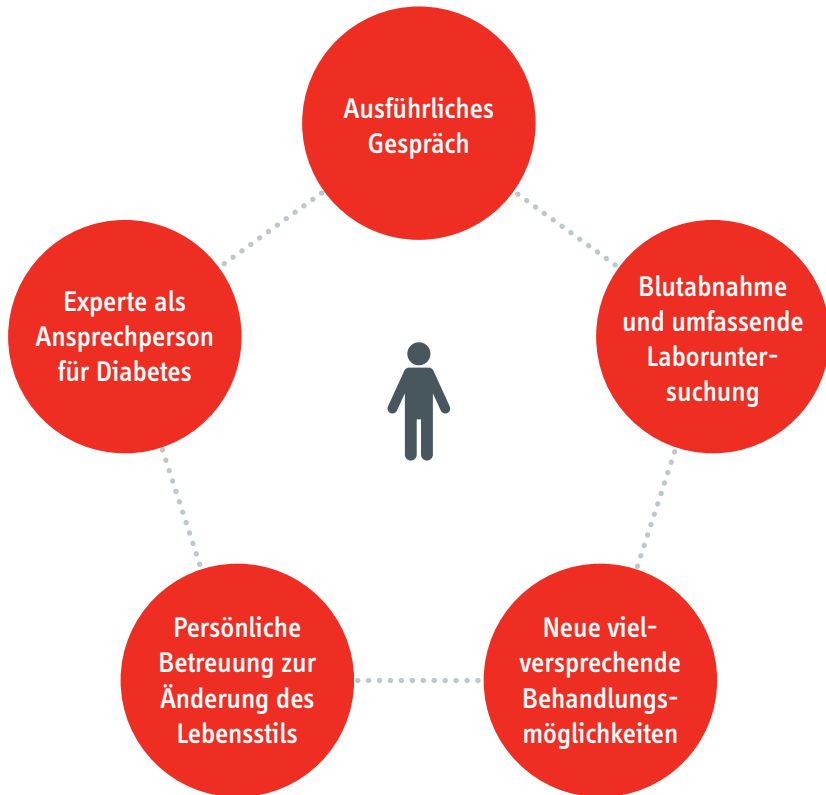 Ausführliches
Gespräch
Blutabnahme
und umfassende
Laborunter-
suchung
Neue viel-
versprechende
Behandlungs-
möglichkeiten
Persönliche
Betreuung zur
Änderung des
Lebensstils
Experte als
Ansprechperson
für Diabetes